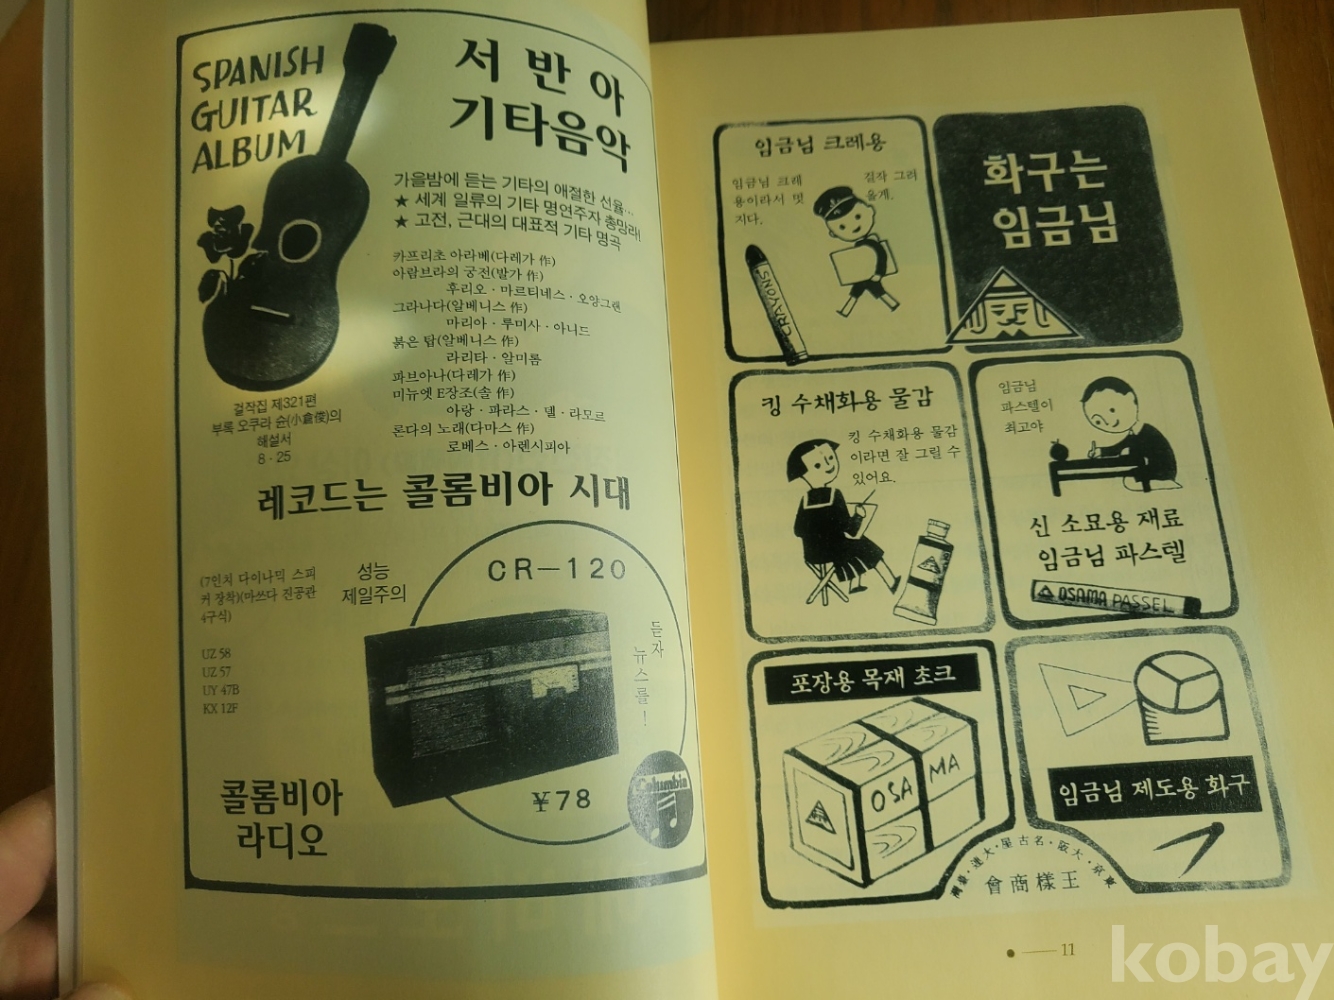 SPANISH
GUITAR
ALBUM
서반아
기타음악
가을밤에 듣는 기타의 애절한 선율...
★ 세계 일류의 기타 명연주자 총망라!
★ 고전, 근대의 대표적 기타 명곡
카프리초 아라베(다레가 作)
아람브라의 궁전(발가 作)
후리오 · 마르티네스 · 오양그랜
그라나다(알베니스 作)
마리아 · 루미사 · 아니드
붉은 탑(알베니스 作)
라리타 · 알미롬
파브아나(다레가 作)
미뉴엣 E장조(솔 作)
아랑 · 파라스 · 델 · 라모르
론다의 노래(다마스 作)
로베스 · 아렌시피아
걸작집 제321편
부록 오쿠라 슌(小倉俊)의
해설서
8 · 25
레코드는 콜롬비아 시대
(7인치 다이나믹 스피
커 장착)(마쓰다 진공관
4구식)
UZ 58
UZ 57
UY 47B
KX 12F
성능
제일주의
CR-120
듣자
뉴스를!
¥78
Columbia
콜롬비아
라디오
임금님 크레용
임금님 크레
용이라서 멋
지다.
걸작 그려
올게.
CRAYONS
화구는
임금님
킹 수채화용 물감
킹 수채화용 물감
이라면 잘 그릴 수
있어요.
임금님
파스텔이
최고야
신 소묘용 재료
임금님 파스텔
OSAMA PASSEL
포장용 목재 초크
OSAMA
임금님 제도용 화구
東京·大阪·名古屋·大連·
會商樣王
11
kobay